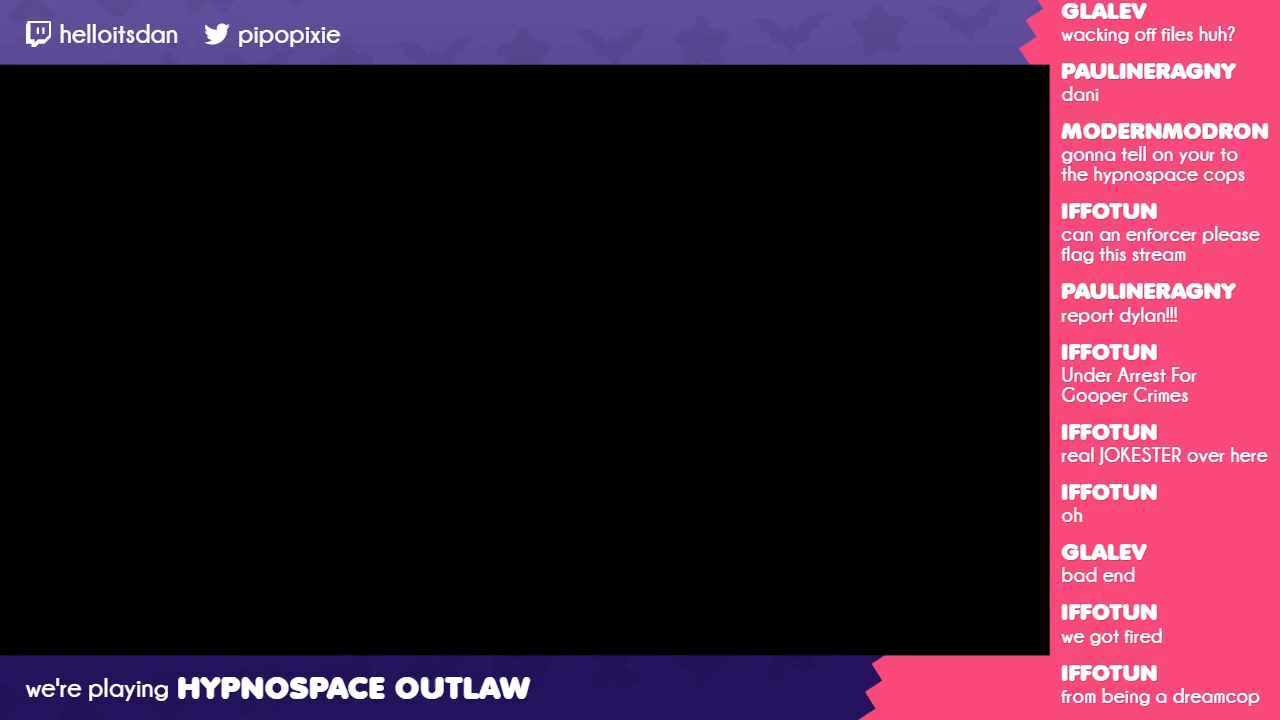 helloitsdan
pipopixie
GLALEV
wacking off files huh?
PAULINERAGNY
dani
MODERNMODRON
gonna tell on your to
the hypnospace cops
IFFOTUN
can an enforcer please
flag this stream
PAULINERAGNY
report dylan!!!
IFFOTUN
Under Arrest For
Gooper Crimes
IFFOTUN
real JOKESTER over here
IFFOTUN
oh
GLALEV
bad end
IFFOTUN
we got fired
IFFOTUN
from being a dreamcop
we're playing HYPNOSPACE OUTLAW